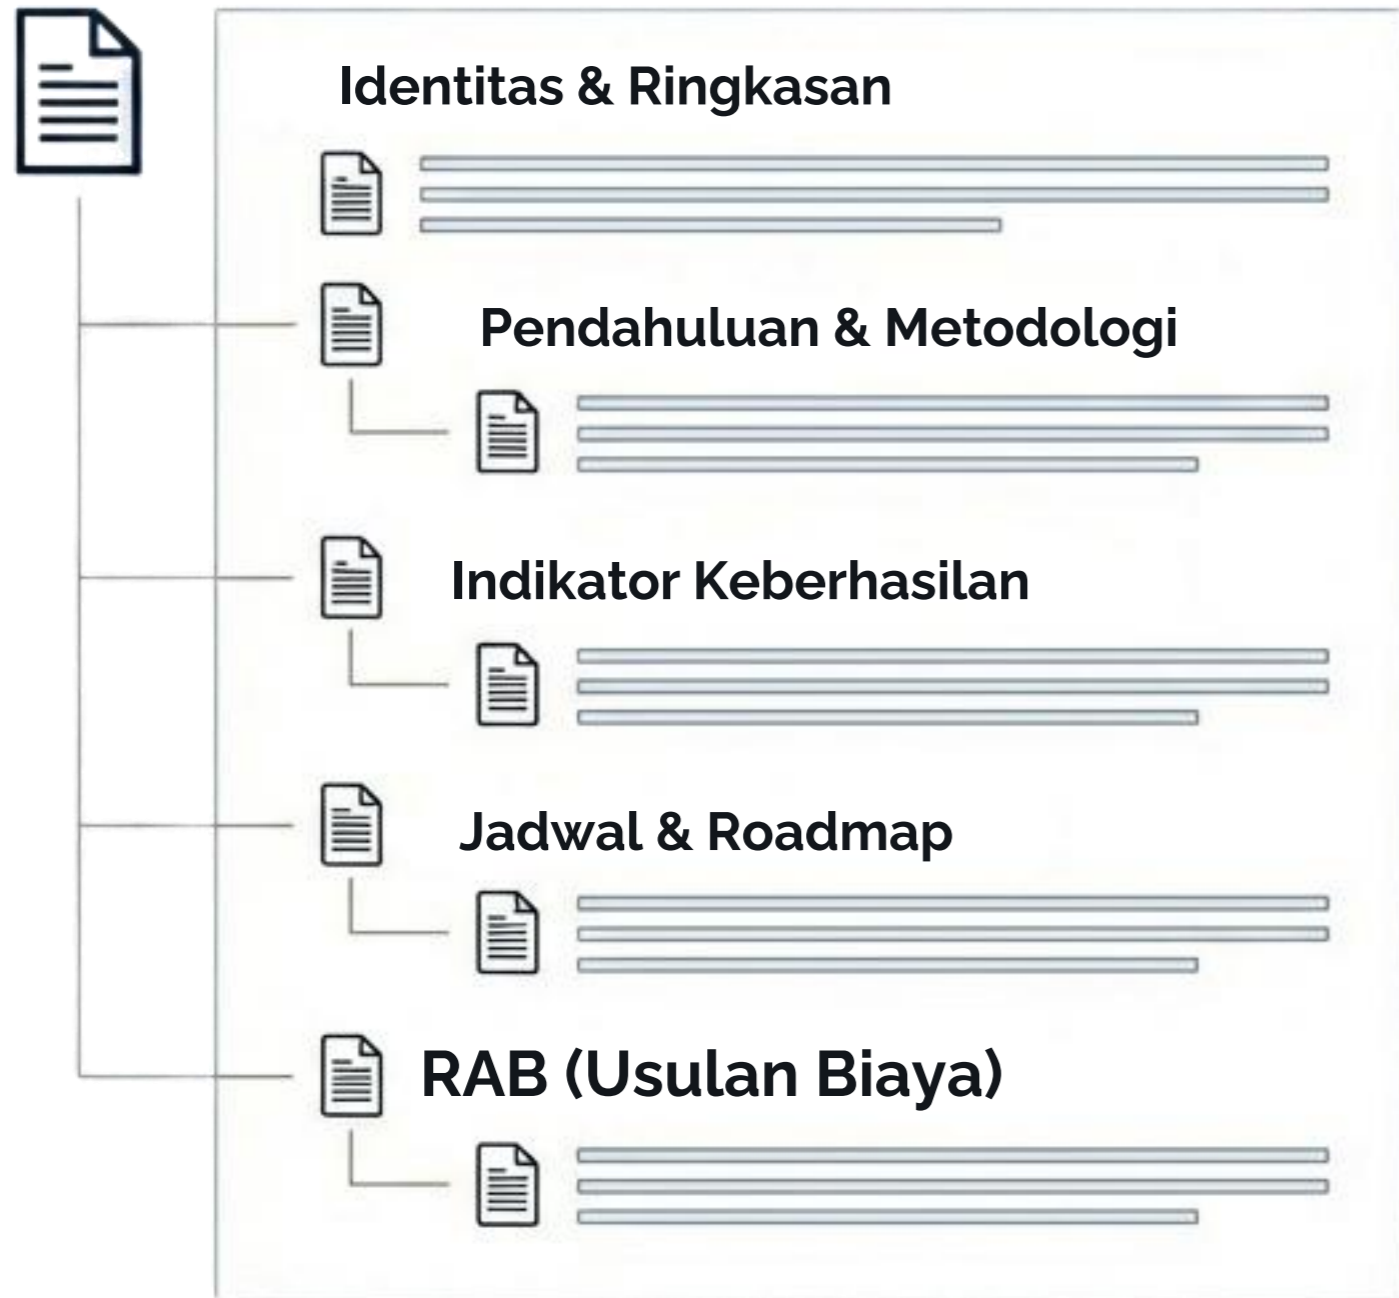 Identitas & Ringkasan
Pendahuluan & Metodologi
Indikator Keberhasilan
Jadwal & Roadmap
RAB (Usulan Biaya)